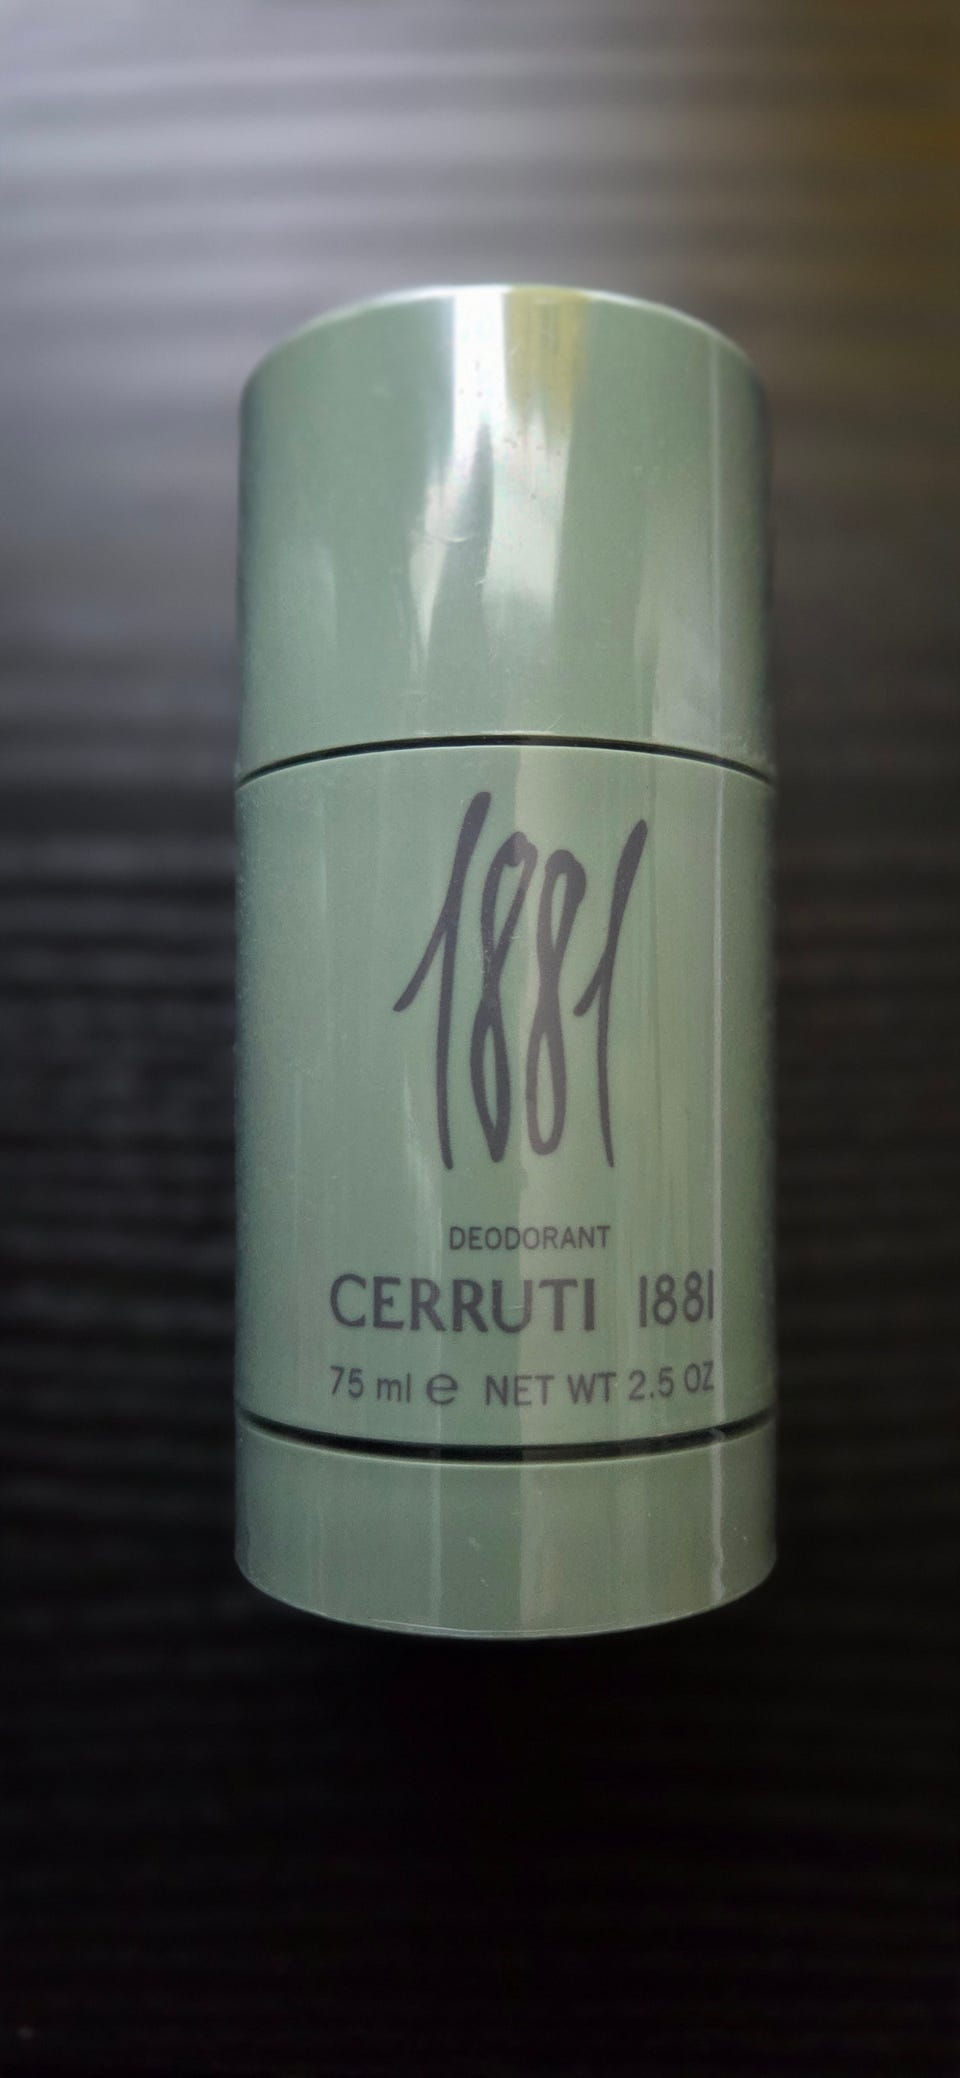 1881
DEODORANT
CERRUTI 1881
75 ml ℮ NET WT 2.5 OZ